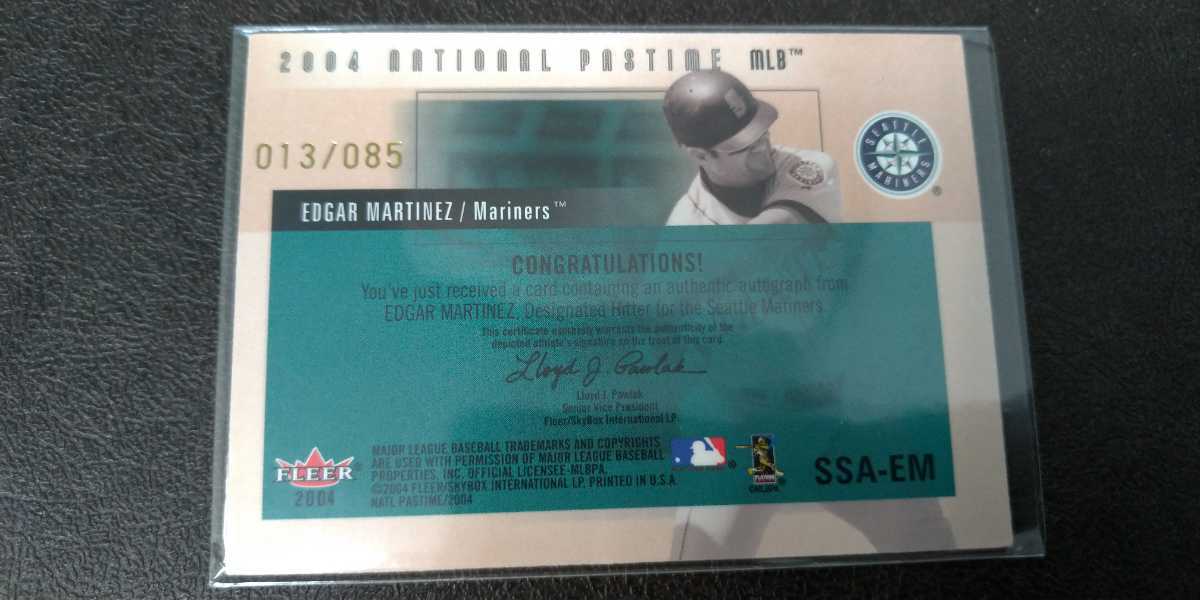 2004 NATIONAL PASTIME MLB™
SEATTLE MARINERS ®
013/085
EDGAR MARTINEZ / Mariners™
CONGRATULATIONS!
You've just received a card containing an authentic autograph from
EDGAR MARTINEZ, Designated Hitter for the Seattle Mariners.
This certificate expressly warrants the authenticity of the
depicted athlete's signature on the front of this card.
Lloyd J. Pawlak
Lloyd J. Pawlak
Senior Vice President
Fleer/SkyBox International LP
MAJOR LEAGUE BASEBALL TRADEMARKS AND COPYRIGHTS
ARE USED WITH PERMISSION OF MAJOR LEAGUE BASEBALL
PROPERTIES, INC. OFFICIAL LICENSEE-MLBPA.
©2004 FLEER/SKYBOX INTERNATIONAL LP. PRINTED IN U.S.A.
NATL PASTIME/2004
FLEER
2004
®
SSA-EM